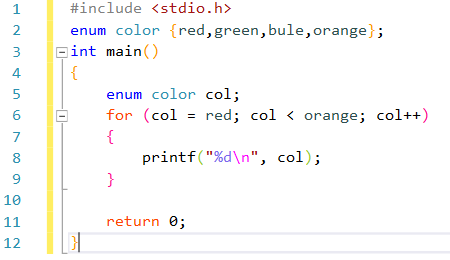 1 #include <stdio.h>
2 enum color {red,green,bule,orange};
3 int main()
4 {
5     enum color col;
6     for (col = red; col < orange; col++)
7     {
8         printf("%d\n", col);
9     }
10
11     return 0;
12 }